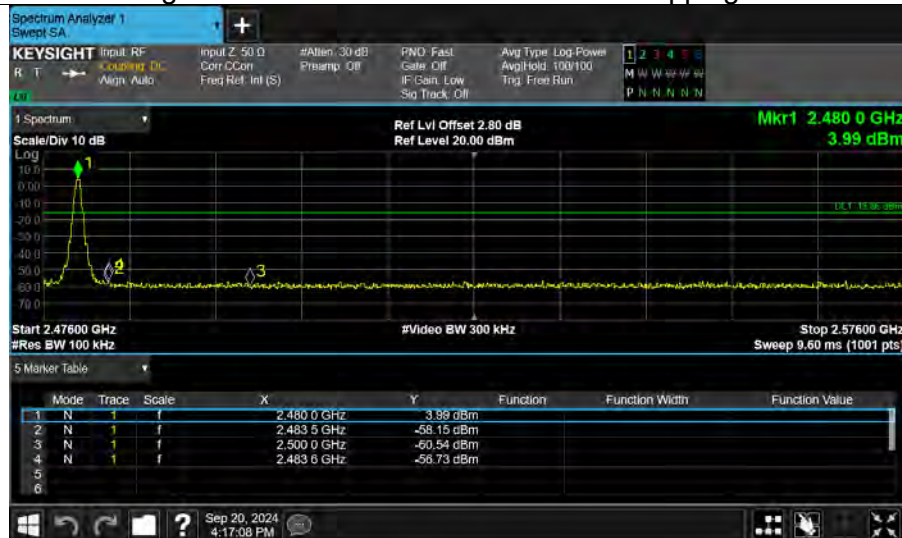 Spectrum Analyzer 1
Swept SA
+
KEYSIGHT Input: RF Input Z: 50 Ω #Atten: 30 dB PNO: Fast Avg Type: Log-Power 1 2 3 4 5 6
R T Coupling: DC Corr CCorr Preamp: Off Gate: Off Avg|Hold: 100/100 M W W W W W
Align: Auto Freq Ref: Int (S) IF Gain: Low Trig: Free Run
Sig Track: Off P N N N N N
1 Spectrum
Ref Lvl Offset 2.80 dB Mkr1 2.480 0 GHz
Scale/Div 10 dB Ref Level 20.00 dBm 3.99 dBm
Log
10.0
1
0.00
-10.0
-20.0
-30.0
-40.0
-50.0
2
3
-60.0
-70.0
Start 2.47600 GHz #Video BW 300 kHz Stop 2.57600 GHz
#Res BW 100 kHz Sweep 9.60 ms (1001 pts)
5 Marker Table
Mode Trace Scale X Y Function Function Width Function Value
1 N 1 f 2.480 0 GHz 3.99 dBm
2 N 1 f 2.483 5 GHz -58.15 dBm
3 N 1 f 2.500 0 GHz -60.54 dBm
4 N 1 f 2.483 6 GHz -56.73 dBm
5
6
? Sep 20, 2024
4:17:08 PM